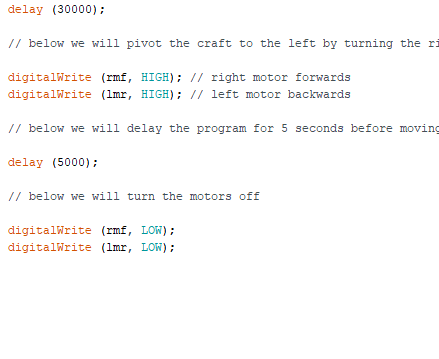 delay (30000);
// below we will pivot the craft to the left by turning the
digitalWrite (rmf, HIGH); // right motor forwards
digitalWrite (lmr, HIGH); // left motor backwards
// below we will delay the program for 5 seconds before moving
delay (5000);
// below we will turn the motors off
digitalWrite (rmf, LOW);
digitalWrite (lmr, LOW);